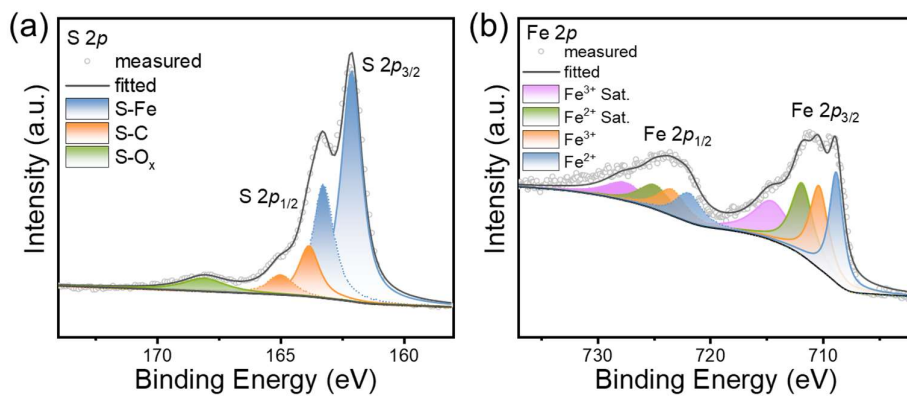 (a)
S 2p
measured
fitted
S-Fe
S-C
S-Oₓ
S 2p₃/₂
S 2p₁/₂
Intensity (a.u.)
170 165 160
Binding Energy (eV)
(b)
Fe 2p
measured
fitted
Fe³⁺ Sat.
Fe²⁺ Sat.
Fe³⁺
Fe²⁺
Fe 2p₁/₂
Fe 2p₃/₂
Intensity (a.u.)
730 720 710
Binding Energy (eV)